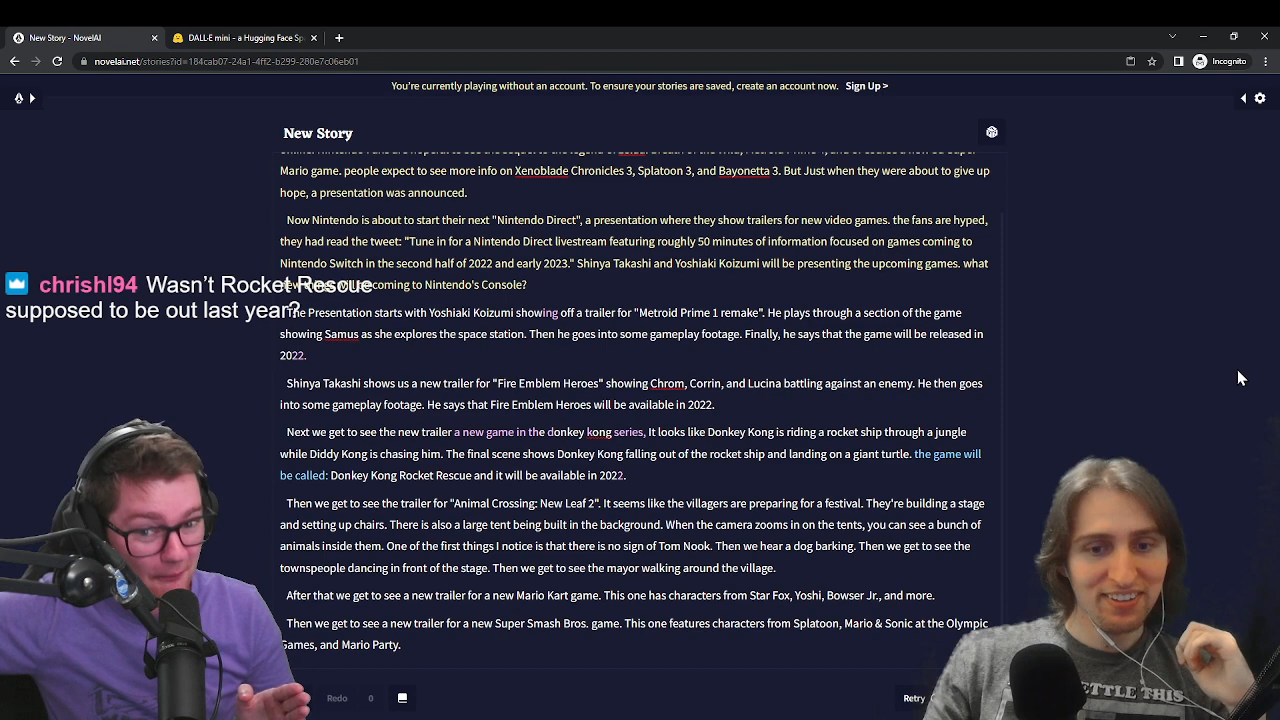 New Story - NovelAI
DALL·E mini - a Hugging Face Sp
novelai.net/stories?id=184cab07-24a1-4ff2-b299-280e7c06eb01
Incognito
You're currently playing without an account. To ensure your stories are saved, create an account now. Sign Up >
New Story
Mario game. people expect to see more info on Xenoblade Chronicles 3, Splatoon 3, and Bayonetta 3. But Just when they were about to give up
hope, a presentation was announced.
Now Nintendo is about to start their next "Nintendo Direct", a presentation where they show trailers for new video games. the fans are hyped,
they had read the tweet: "Tune in for a Nintendo Direct livestream featuring roughly 50 minutes of information focused on games coming to
Nintendo Switch in the second half of 2022 and early 2023." Shinya Takashi and Yoshiaki Koizumi will be presenting the upcoming games. what
coming to Nintendo's Console?
chrishl94 Wasn't Rocket Rescue
supposed to be out last year?
The Presentation starts with Yoshiaki Koizumi showing off a trailer for "Metroid Prime 1 remake". He plays through a section of the game
showing Samus as she explores the space station. Then he goes into some gameplay footage. Finally, he says that the game will be released in
2022.
Shinya Takashi shows us a new trailer for "Fire Emblem Heroes" showing Chrom, Corrin, and Lucina battling against an enemy. He then goes
into some gameplay footage. He says that Fire Emblem Heroes will be available in 2022.
Next we get to see the new trailer a new game in the donkey kong series, It looks like Donkey Kong is riding a rocket ship through a jungle
while Diddy Kong is chasing him. The final scene shows Donkey Kong falling out of the rocket ship and landing on a giant turtle. the game will
be called: Donkey Kong Rocket Rescue and it will be available in 2022.
Then we get to see the trailer for "Animal Crossing: New Leaf 2". It seems like the villagers are preparing for a festival. They're building a stage
and setting up chairs. There is also a large tent being built in the background. When the camera zooms in on the tents, you can see a bunch of
animals inside them. One of the first things I notice is that there is no sign of Tom Nook. Then we hear a dog barking. Then we get to see the
townspeople dancing in front of the stage. Then we get to see the mayor walking around the village.
After that we get to see a new trailer for a new Mario Kart game. This one has characters from Star Fox, Yoshi, Bowser Jr., and more.
Then we get to see a new trailer for a new Super Smash Bros. game. This one features characters from Splatoon, Mario & Sonic at the Olympic
Games, and Mario Party.
Redo 0
Retry
ETTLE THIS